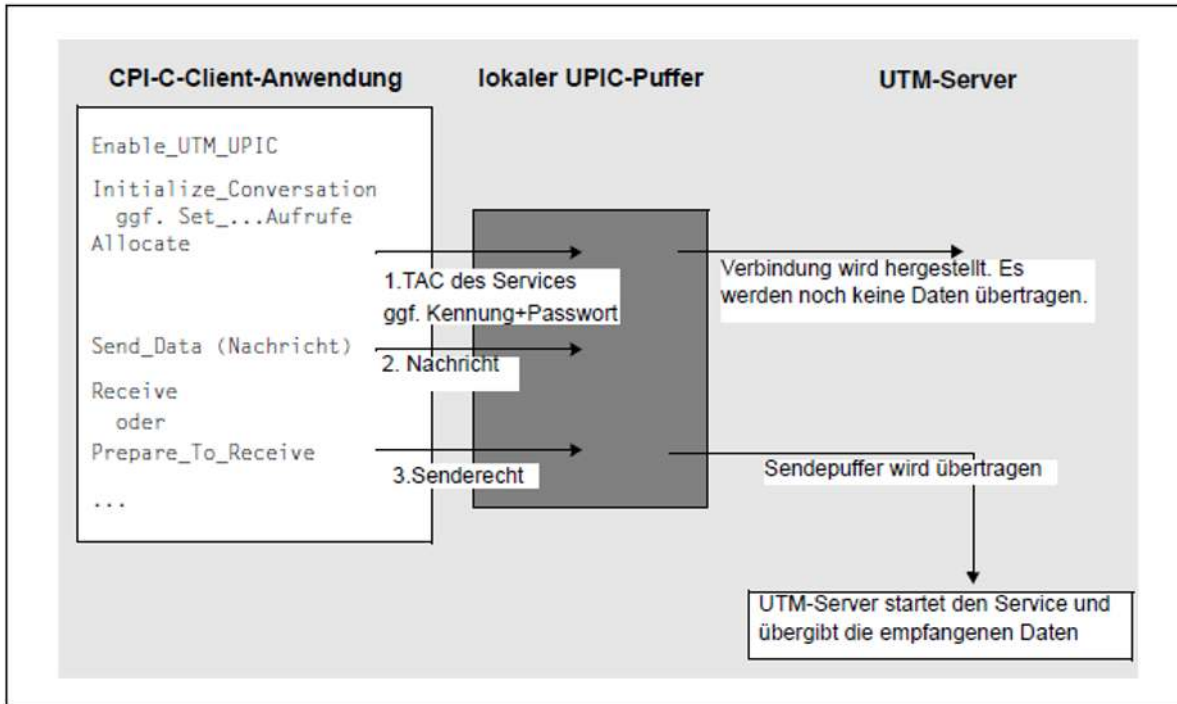 CPI-C-Client-Anwendung
lokaler UPIC-Puffer
UTM-Server
Enable_UTM_UPIC
Initialize_Conversation
ggf. Set_...Aufrufe
Allocate
1.TAC des Services
ggf. Kennung+Passwort
Verbindung wird hergestellt. Es
werden noch keine Daten übertragen.
Send_Data (Nachricht)
2. Nachricht
Receive
oder
Prepare_To_Receive
3.Senderecht
Sendepuffer wird übertragen
...
UTM-Server startet den Service und
übergibt die empfangenen Daten